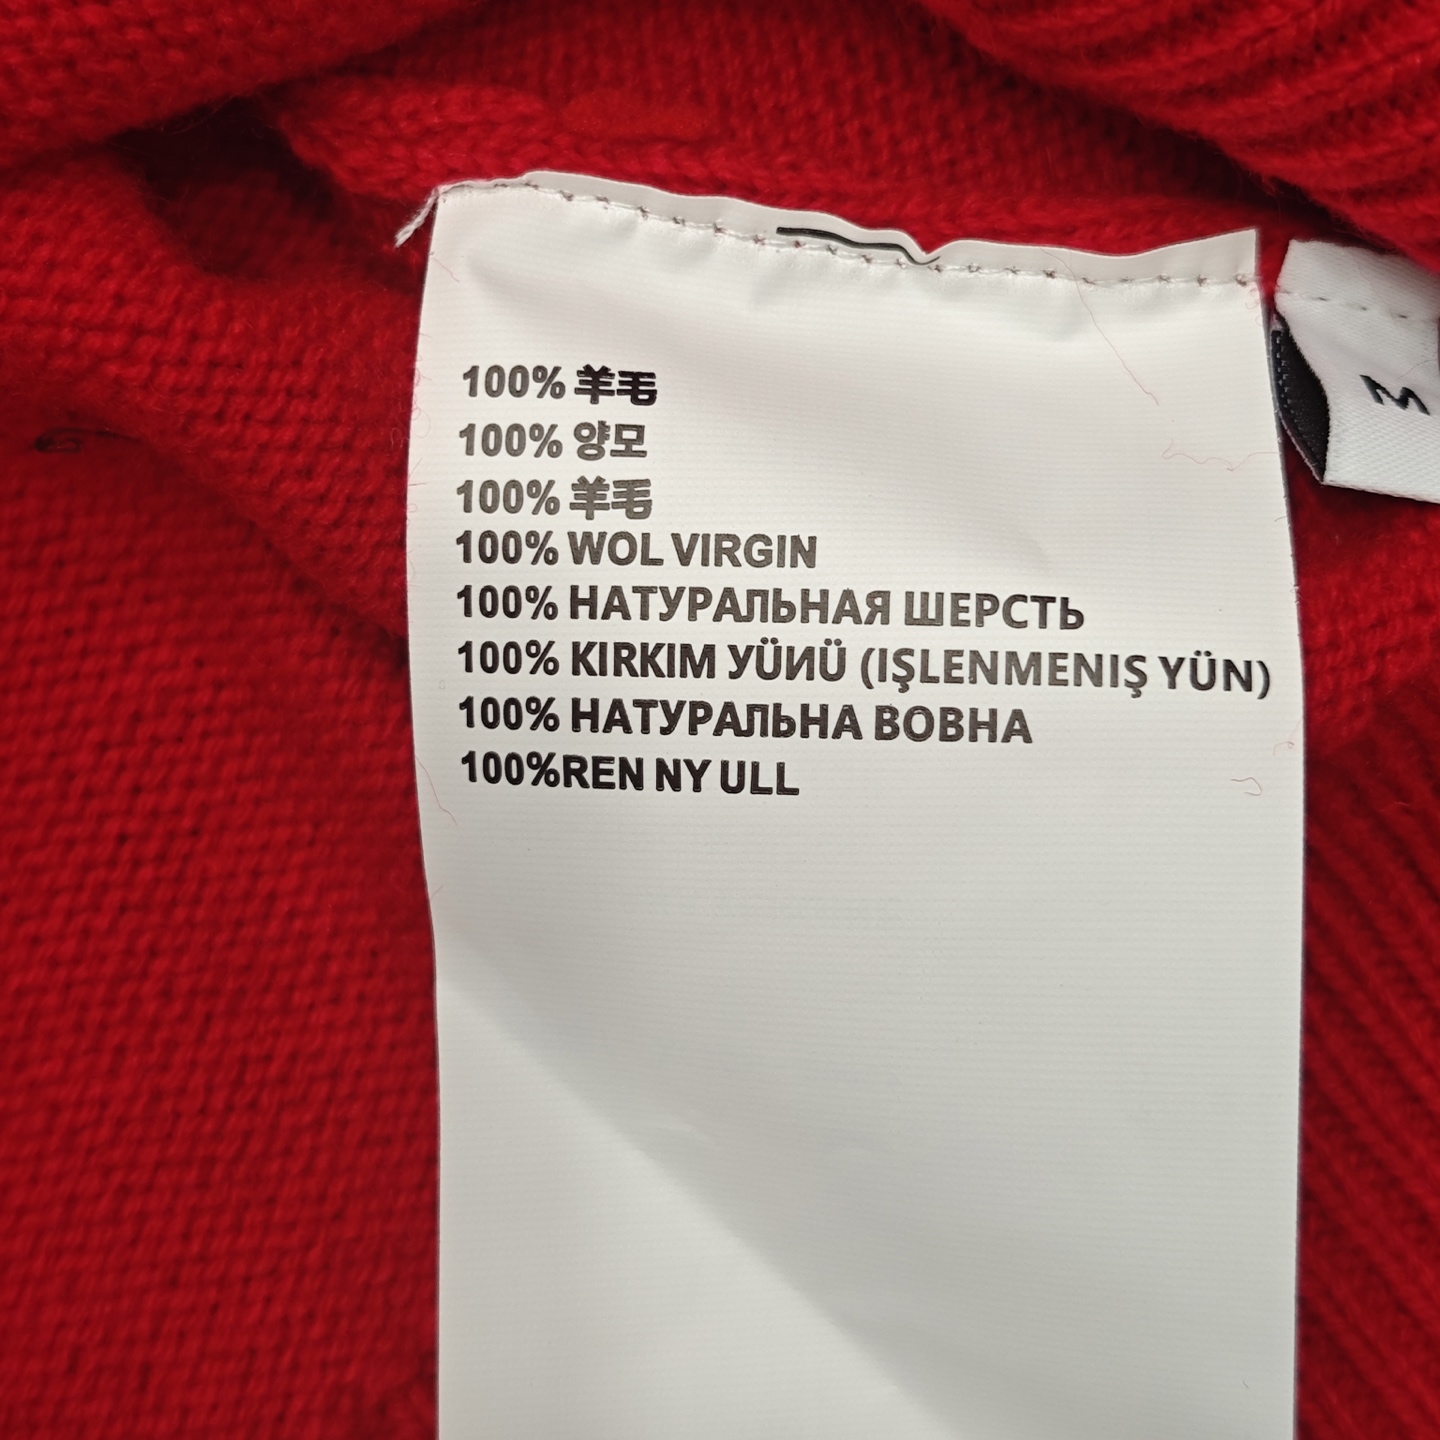 100% 羊毛
100% 양모
100% 羊毛
100% WOL VIRGIN
100% НАТУРАЛЬНАЯ ШЕРСТЬ
100% KIRKIM УÜИÜ (IŞLENMENIŞ YÜN)
100% НАТУРАЛЬНА ВОВНА
100%REN NY ULL
M